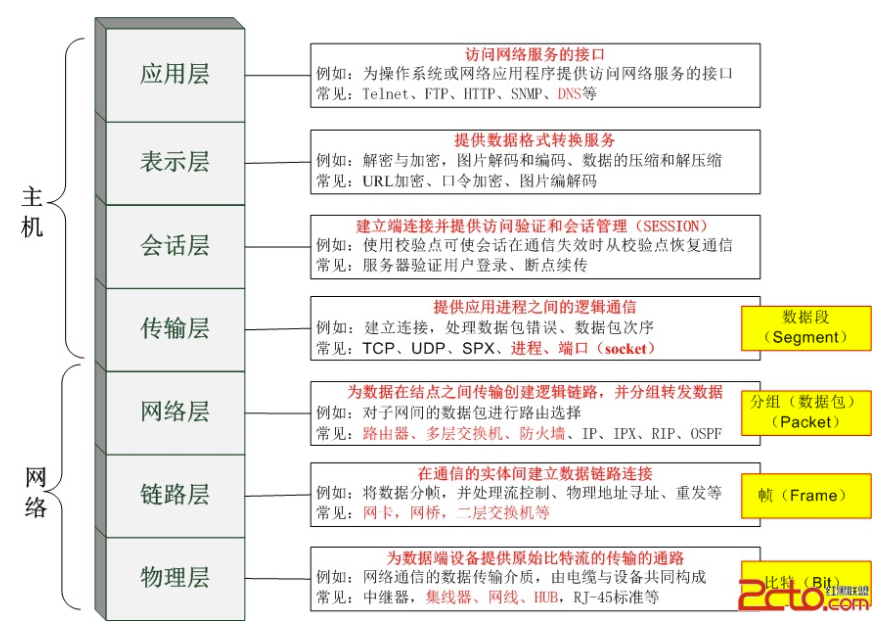 应用层
访问网络服务的接口
例如：为操作系统或网络应用程序提供访问网络服务的接口
常见：Telnet、FTP、HTTP、SNMP、DNS等
表示层
提供数据格式转换服务
例如：解密与加密，图片解码和编码、数据的压缩和解压缩
常见：URL加密、口令加密、图片编解码
主机
会话层
建立端连接并提供访问验证和会话管理（SESSION）
例如：使用校验点可使会话在通信失效时从校验点恢复通信
常见：服务器验证用户登录、断点续传
传输层
提供应用进程之间的逻辑通信
例如：建立连接，处理数据包错误、数据包次序
常见：TCP、UDP、SPX、进程、端口（socket）
数据段
（Segment）
网络层
为数据在结点之间传输创建逻辑链路，并分组转发数据
例如：对子网间的数据包进行路由选择
常见：路由器、多层交换机、防火墙、IP、IPX、RIP、OSPF
分组（数据包）
（Packet）
网络
链路层
在通信的实体间建立数据链路连接
例如：将数据分帧，并处理流控制、物理地址寻址、重发等
常见：网卡，网桥，二层交换机等
帧（Frame）
物理层
为数据端设备提供原始比特流的传输的通路
例如：网络通信的数据传输介质，由电缆与设备共同构成
常见：中继器，集线器、网线、HUB，RJ-45标准等
比特（Bit）
2cto.com
红黑联盟